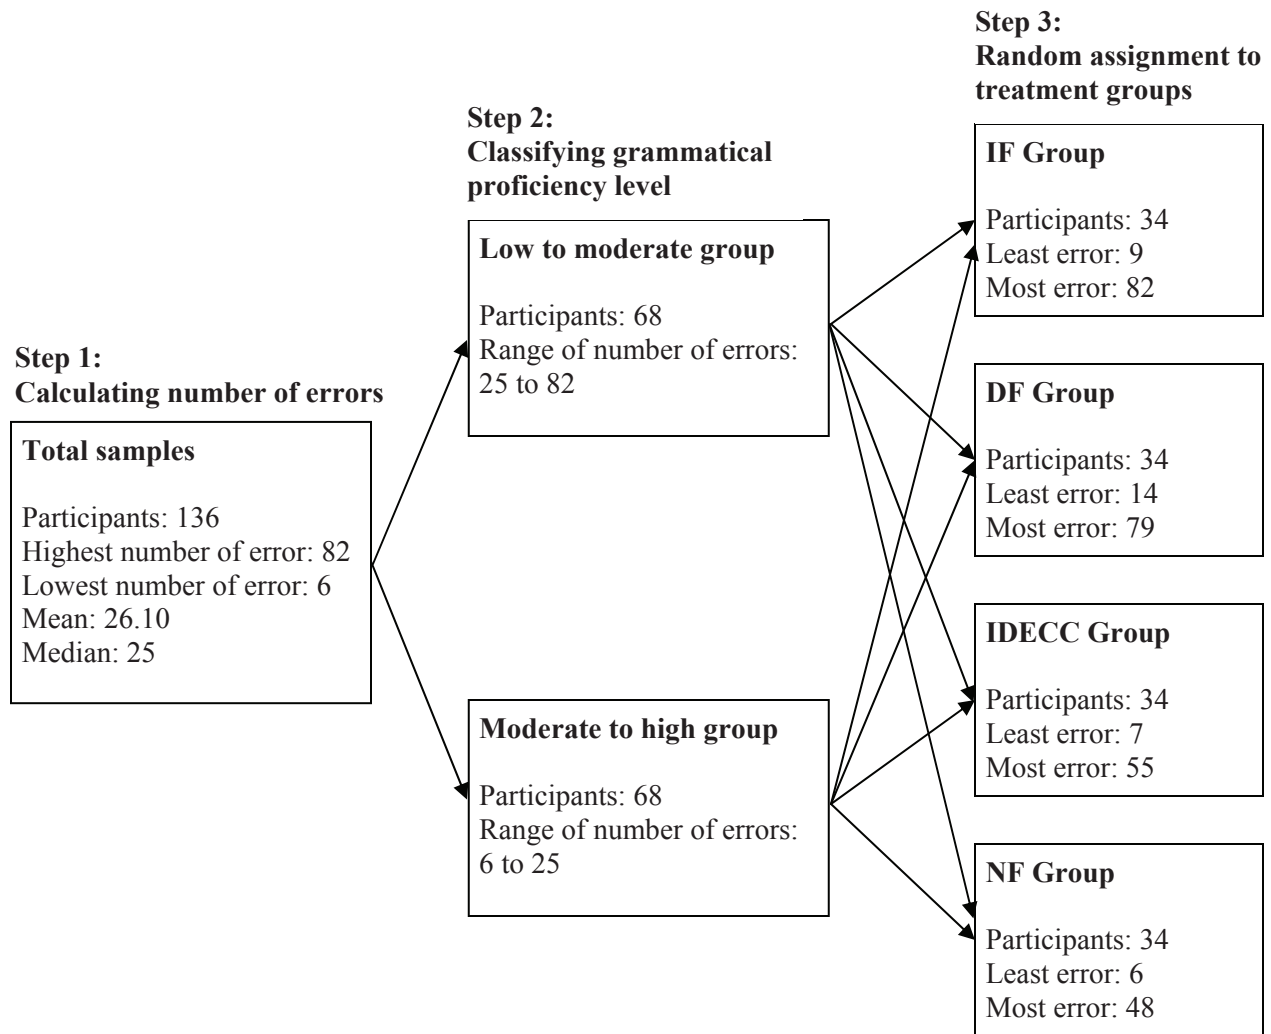 Step 1:
Calculating number of errors
Total samples
Participants: 136
Highest number of error: 82
Lowest number of error: 6
Mean: 26.10
Median: 25
Step 2:
Classifying grammatical
proficiency level
Low to moderate group
Participants: 68
Range of number of errors:
25 to 82
Moderate to high group
Participants: 68
Range of number of errors:
6 to 25
Step 3:
Random assignment to
treatment groups
IF Group
Participants: 34
Least error: 9
Most error: 82
DF Group
Participants: 34
Least error: 14
Most error: 79
IDECC Group
Participants: 34
Least error: 7
Most error: 55
NF Group
Participants: 34
Least error: 6
Most error: 48